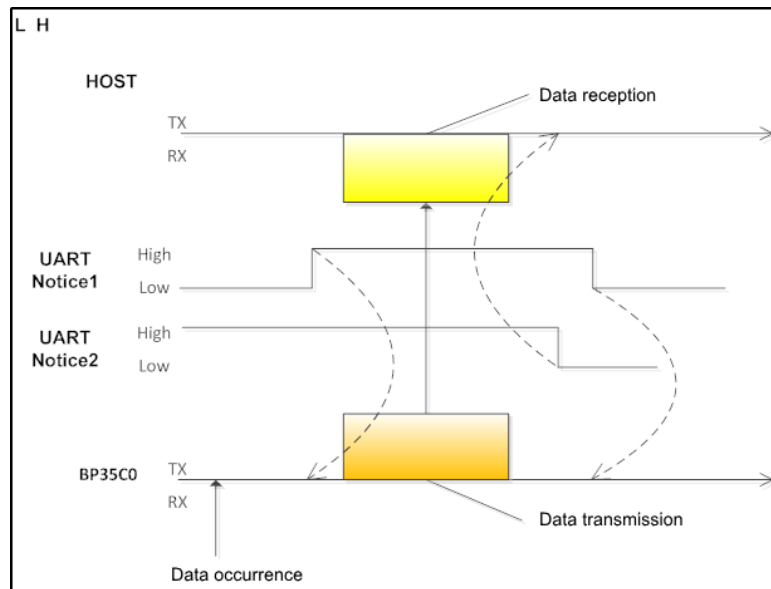 L H
HOST
Data reception
TX
RX
UART
Notice1
High
Low
UART
Notice2
High
Low
BP35C0
TX
RX
Data transmission
Data occurrence